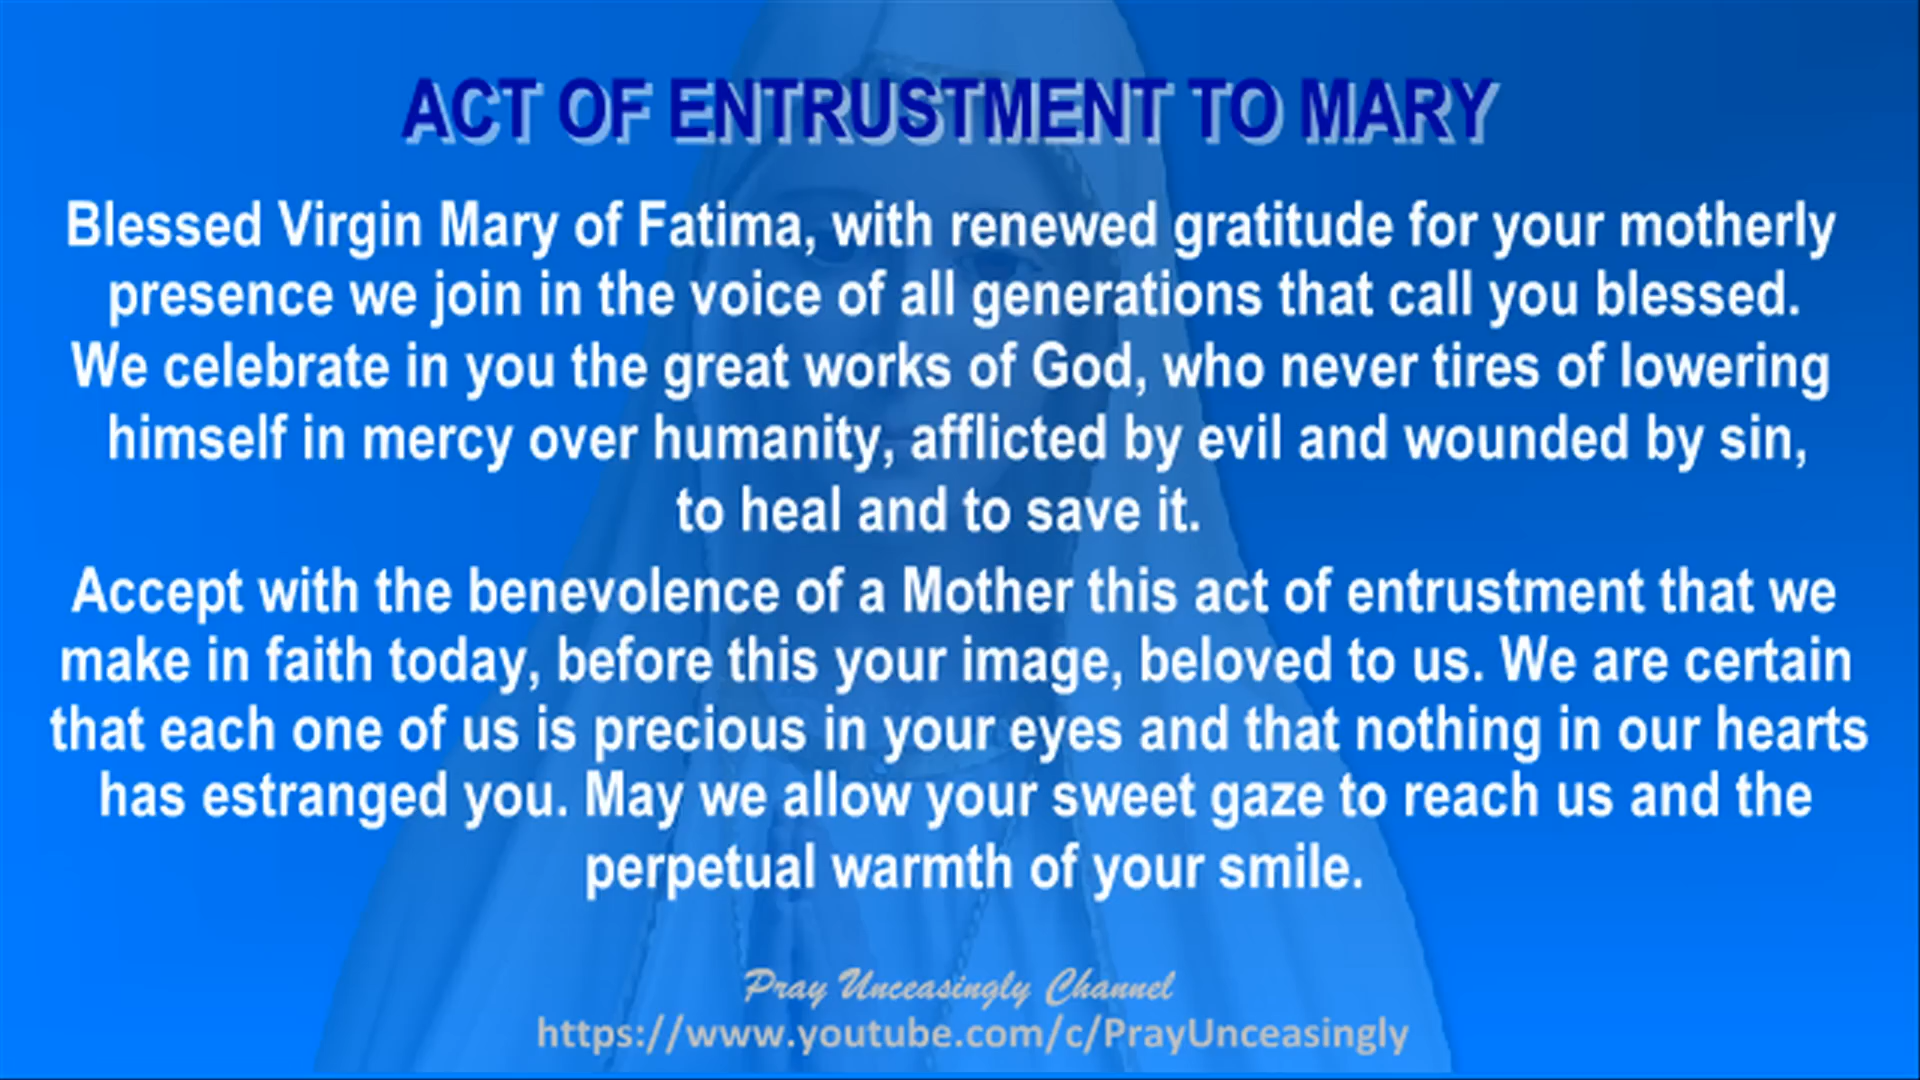 ACT OF ENTRUSTMENT TO MARY
Blessed Virgin Mary of Fatima, with renewed gratitude for your motherly
presence we join in the voice of all generations that call you blessed.
We celebrate in you the great works of God, who never tires of lowering
himself in mercy over humanity, afflicted by evil and wounded by sin,
to heal and to save it.
Accept with the benevolence of a Mother this act of entrustment that we
make in faith today, before this your image, beloved to us. We are certain
that each one of us is precious in your eyes and that nothing in our hearts
has estranged you. May we allow your sweet gaze to reach us and the
perpetual warmth of your smile.
Pray Unceasingly Channel
https://www.youtube.com/c/PrayUnceasingly